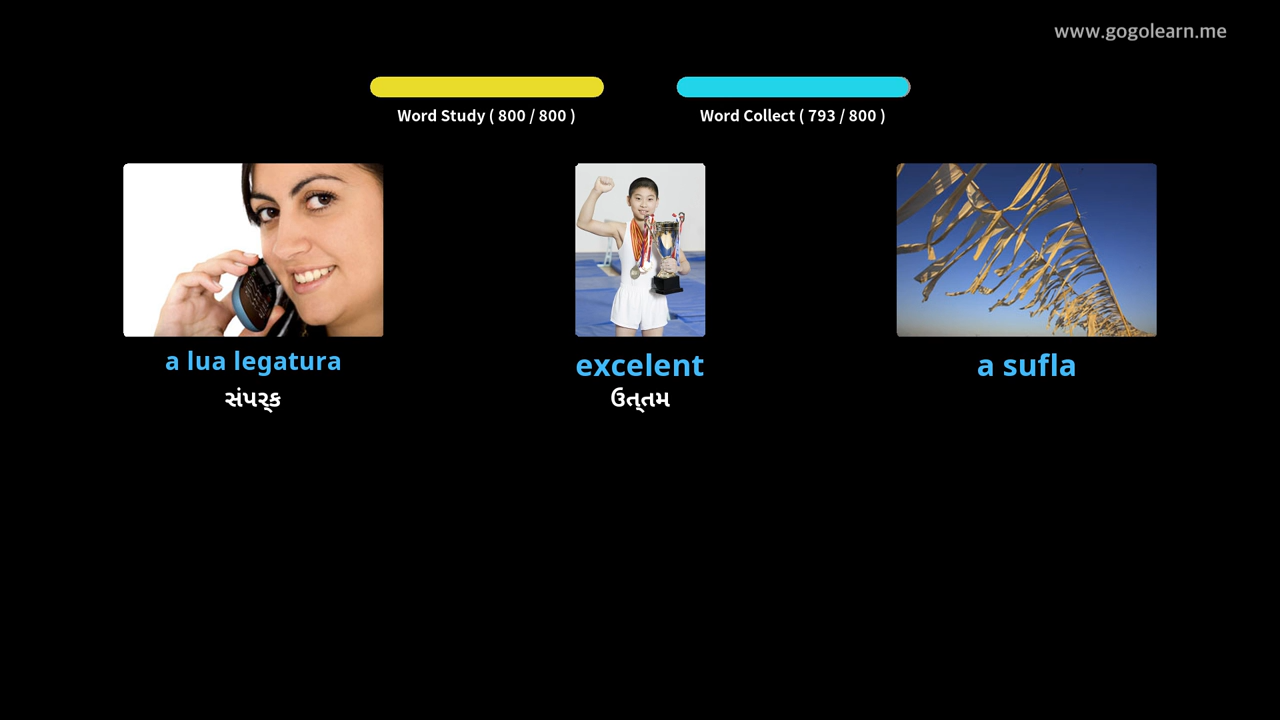 www.gogolearn.me
Word Study ( 800 / 800 )
Word Collect ( 793 / 800 )
a lua legatura
સંપર્ક
excelent
ઉત્તમ
a sufla